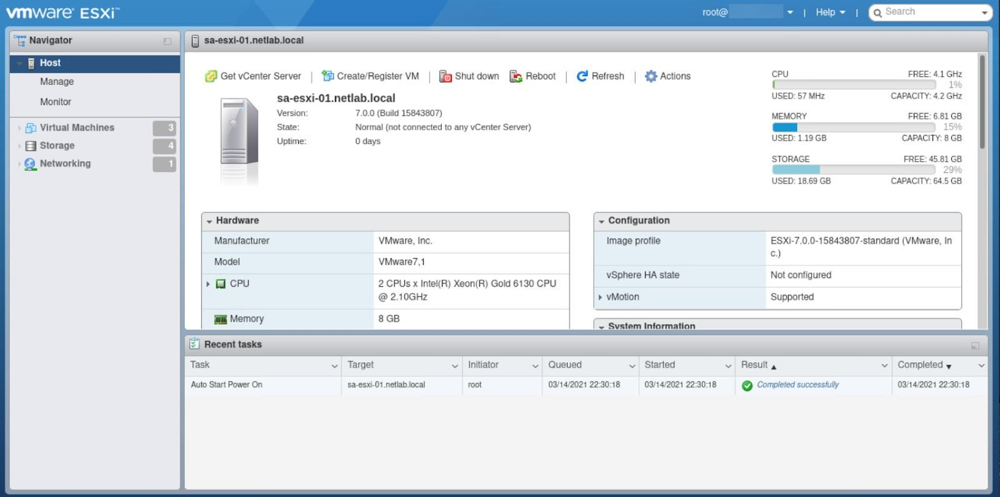 vmware ESXi™
root@
Help
Search
Navigator
Host
Manage
Monitor
Virtual Machines 3
Storage 4
Networking 1
sa-esxi-01.netlab.local
Get vCenter Server | Create/Register VM | Shut down Reboot | Refresh | Actions
sa-esxi-01.netlab.local
Version: 7.0.0 (Build 15843807)
State: Normal (not connected to any vCenter Server)
Uptime: 0 days
CPU FREE: 4.1 GHz
1%
USED: 57 MHz CAPACITY: 4.2 GHz
MEMORY FREE: 6.81 GB
15%
USED: 1.19 GB CAPACITY: 8 GB
STORAGE FREE: 45.81 GB
29%
USED: 18.69 GB CAPACITY: 64.5 GB
Hardware
Manufacturer VMware, Inc.
Model VMware7,1
CPU 2 CPUs x Intel(R) Xeon(R) Gold 6130 CPU
@ 2.10GHz
Memory 8 GB
Configuration
Image profile ESXi-7.0.0-15843807-standard (VMware, In
c.)
vSphere HA state Not configured
vMotion Supported
System Information
Recent tasks
Task Target Initiator Queued Started Result Completed
Auto Start Power On sa-esxi-01.netlab.local root 03/14/2021 22:30:18 03/14/2021 22:30:18 Completed successfully 03/14/2021 22:30:18